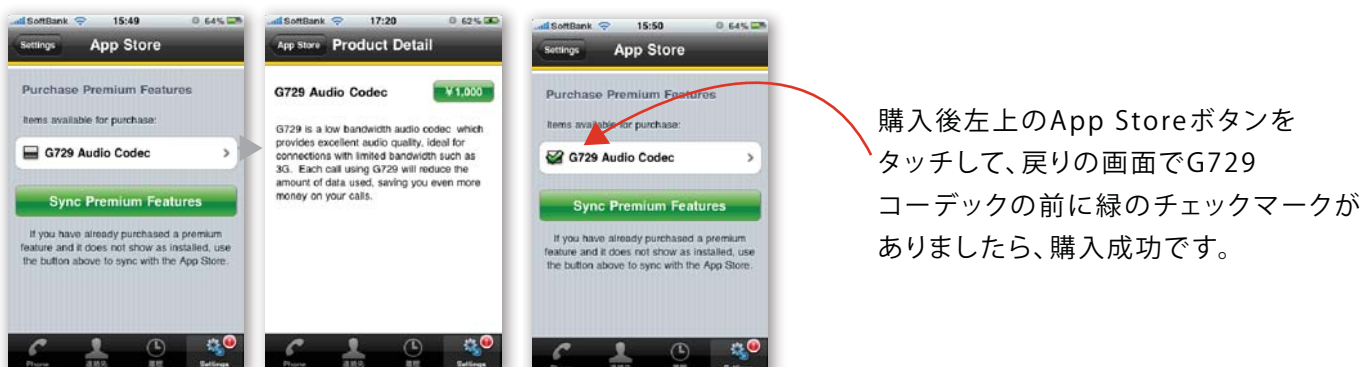 SoftBank 15:49 64%
Settings App Store
Purchase Premium Features
Items available for purchase:
G729 Audio Codec
Sync Premium Features
If you have already purchased a premium
feature and it does not show as installed, use
the button above to sync with the App Store.
Phone 連絡先 履歴 Settings
SoftBank 17:20 62%
App Store Product Detail
G729 Audio Codec ¥1,000
G729 is a low bandwidth audio codec which
provides excellent audio quality, ideal for
connections with limited bandwidth such as
3G. Each call using G729 will reduce the
amount of data used, saving you even more
money on your calls.
Phone 連絡先 履歴 Settings
SoftBank 15:50 64%
Settings App Store
Purchase Premium Features
Items available for purchase:
G729 Audio Codec
Sync Premium Features
If you have already purchased a premium
feature and it does not show as installed, use
the button above to sync with the App Store.
購入後左上のApp Storeボタンを
タッチして、戻りの画面でG729
コーデックの前に緑のチェックマークが
ありましたら、購入成功です。